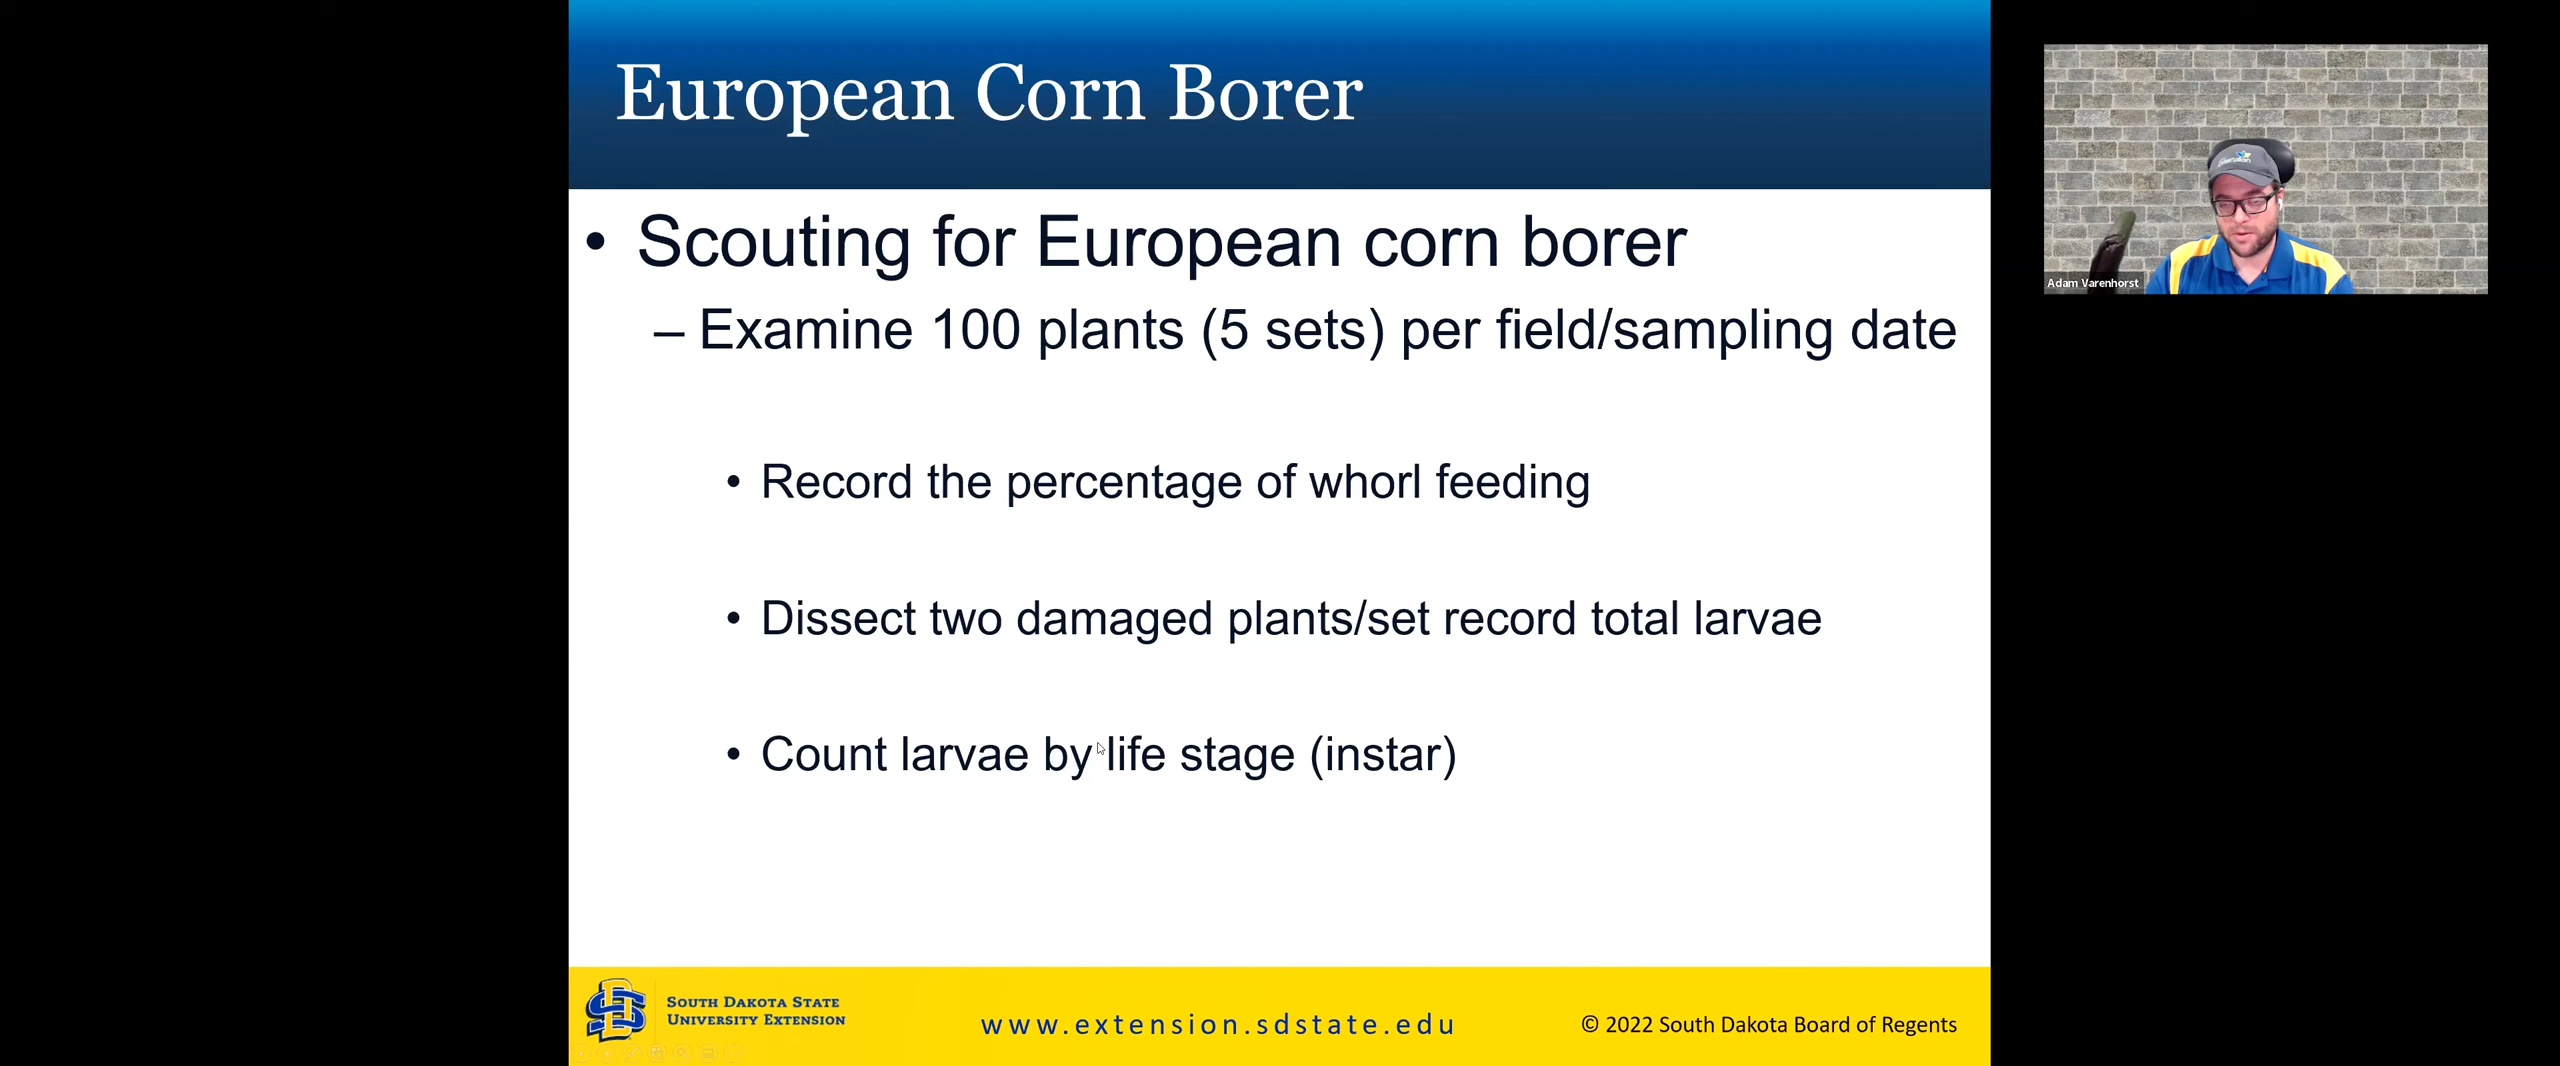 European Corn Borer
• Scouting for European corn borer
– Examine 100 plants (5 sets) per field/sampling date
• Record the percentage of whorl feeding
• Dissect two damaged plants/set record total larvae
• Count larvae by life stage (instar)
Adam Varenhorst
SOUTH DAKOTA STATE
UNIVERSITY EXTENSION
www.extension.sdstate.edu
© 2022 South Dakota Board of Regents